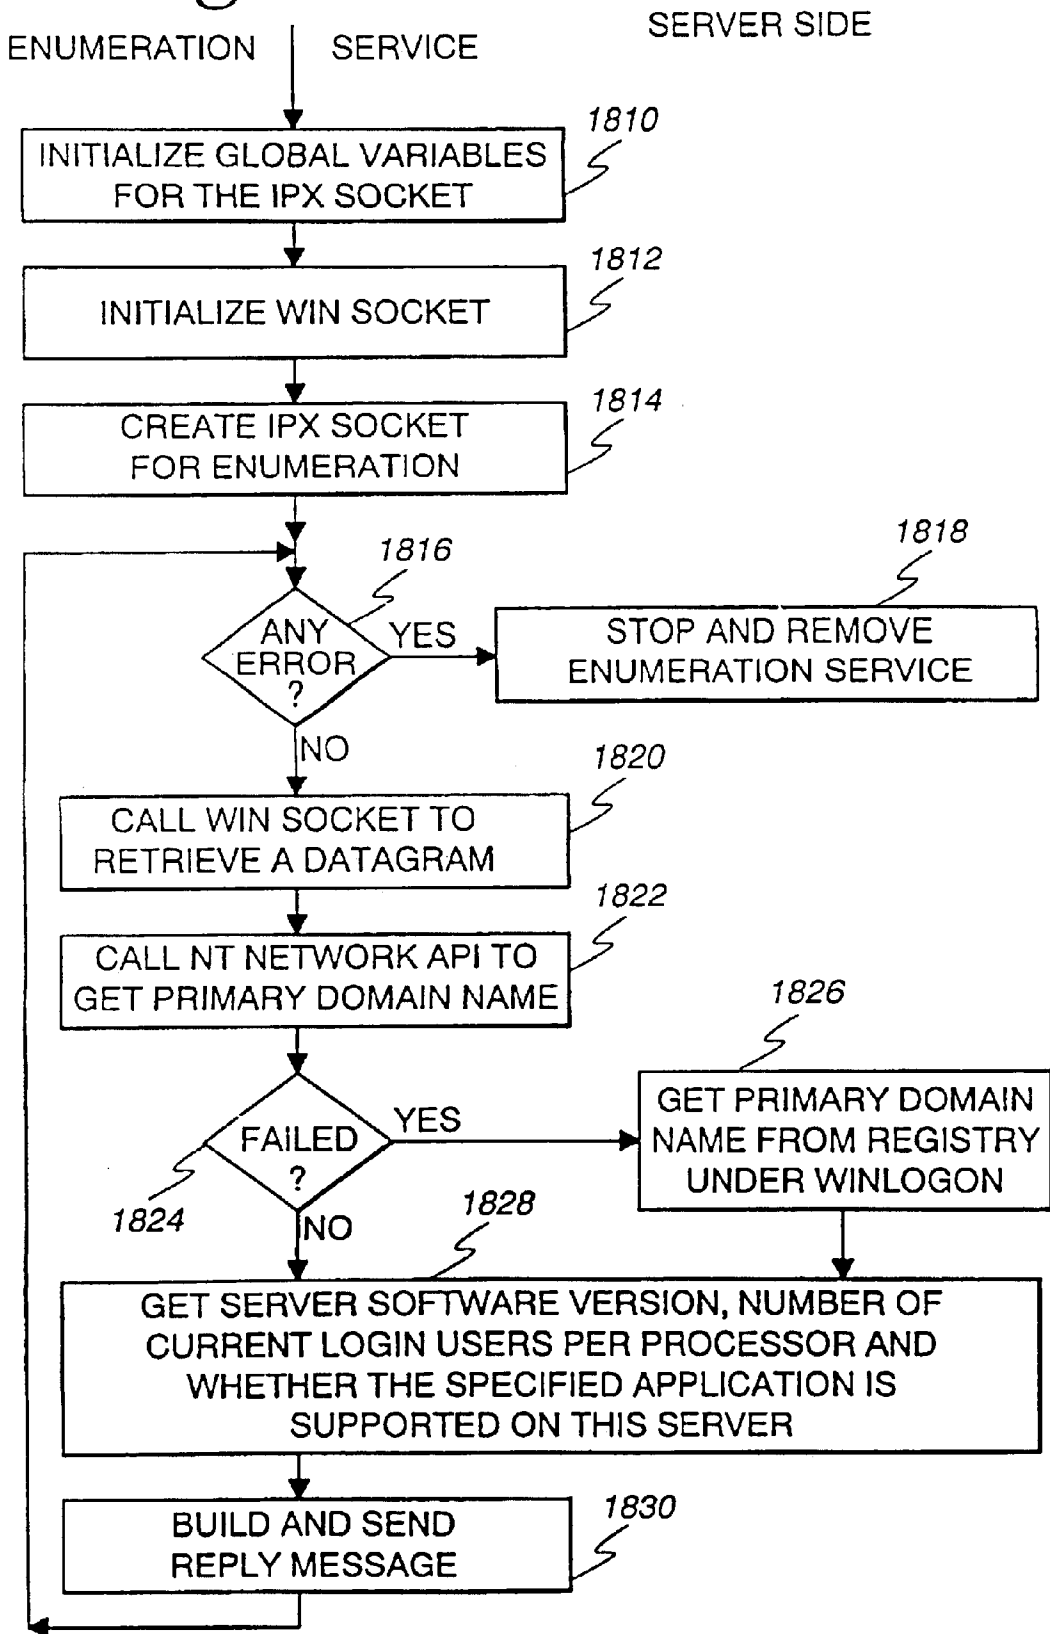 SERVER SIDE
ENUMERATION SERVICE
1810
INITIALIZE GLOBAL VARIABLES
FOR THE IPX SOCKET
1812
INITIALIZE WIN SOCKET
1814
CREATE IPX SOCKET
FOR ENUMERATION
1816
1818
ANY
ERROR
?
YES
STOP AND REMOVE
ENUMERATION SERVICE
NO
1820
CALL WIN SOCKET TO
RETRIEVE A DATAGRAM
1822
CALL NT NETWORK API TO
GET PRIMARY DOMAIN NAME
1826
FAILED
?
YES
GET PRIMARY DOMAIN
NAME FROM REGISTRY
UNDER WINLOGON
1824
NO
1828
GET SERVER SOFTWARE VERSION, NUMBER OF
CURRENT LOGIN USERS PER PROCESSOR AND
WHETHER THE SPECIFIED APPLICATION IS
SUPPORTED ON THIS SERVER
1830
BUILD AND SEND
REPLY MESSAGE